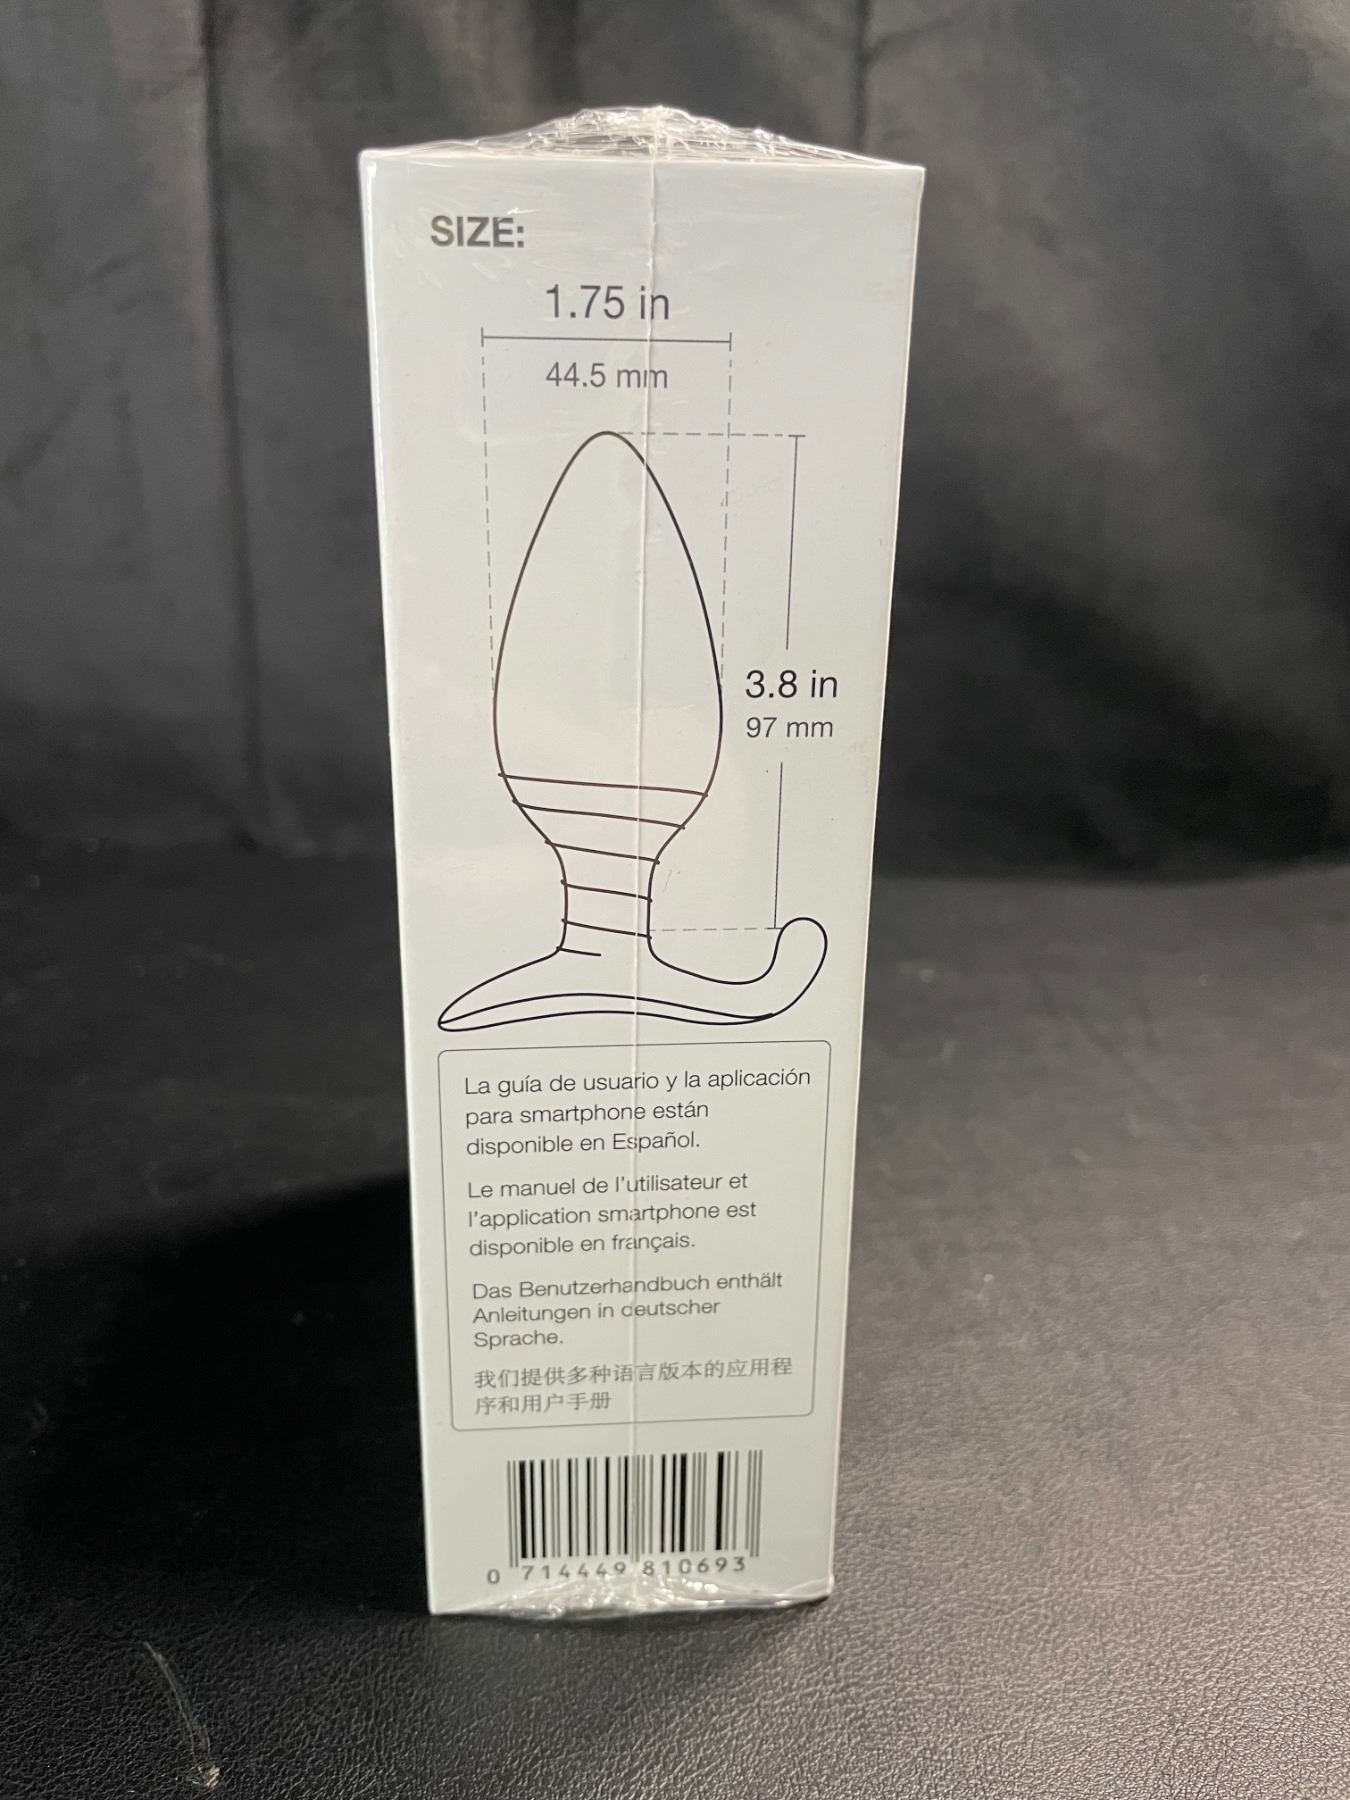 SIZE:
1.75 in
44.5 mm
3.8 in
97 mm
La guía de usuario y la aplicación
para smartphone están
disponible en Español.
Le manuel de l'utilisateur et
l'application smartphone est
disponible en français.
Das Benutzerhandbuch enthält
Anleitungen in deutscher
Sprache.
我们提供多种语言版本的应用程
序和用户手册
0 714449 810693